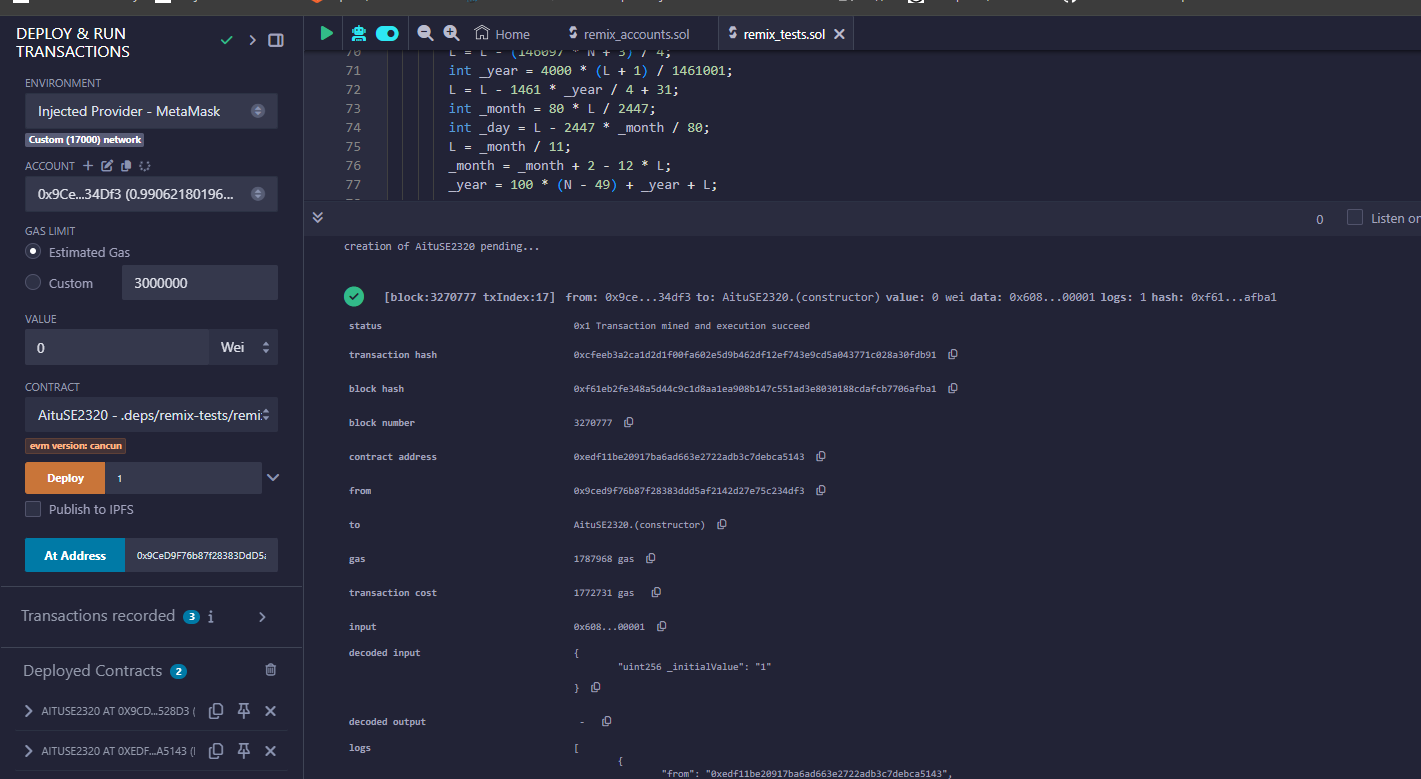 DEPLOY & RUN
TRANSACTIONS
ENVIRONMENT
Injected Provider - MetaMask
Custom (17000) network
ACCOUNT
0x9Ce...34Df3 (0.99062180196...
GAS LIMIT
Estimated Gas
Custom
3000000
VALUE
0
Wei
CONTRACT
AituSE2320 - .deps/remix-tests/remi
evm version: cancun
Deploy
1
Publish to IPFS
At Address
0x9CeD9F76b87f28383DdD5a
Transactions recorded 3 i
Deployed Contracts 2
AITUSE2320 AT 0X9CD...528D3 (
AITUSE2320 AT 0XEDF...A5143 (
Home
remix_accounts.sol
remix_tests.sol
70 L = L - (146097 * N + 3) / 4;
71 int _year = 4000 * (L + 1) / 1461001;
72 L = L - 1461 * _year / 4 + 31;
73 int _month = 80 * L / 2447;
74 int _day = L - 2447 * _month / 80;
75 L = _month / 11;
76 _month = _month + 2 - 12 * L;
77 _year = 100 * (N - 49) + _year + L;
0
Listen on
creation of AituSE2320 pending...
[block:3270777 txIndex:17] from: 0x9ce...34df3 to: AituSE2320.(constructor) value: 0 wei data: 0x608...00001 logs: 1 hash: 0xf61...afba1
status 0x1 Transaction mined and execution succeed
transaction hash 0xcfeeb3a2ca1d2d1f00fa602e5d9b462df12ef743e9cd5a043771c028a30fdb91
block hash 0xf61eb2fe348a5d44c9c1d8aa1ea908b147c551ad3e8030188cdafcb7706afba1
block number 3270777
contract address 0xedf11be20917ba6ad663e2722adb3c7debca5143
from 0x9ced9f76b87f28383ddd5af2142d27e75c234df3
to AituSE2320.(constructor)
gas 1787968 gas
transaction cost 1772731 gas
input 0x608...00001
decoded input {
"uint256 _initialValue": "1"
}
decoded output -
logs [
{
"from": "0xedf11be20917ba6ad663e2722adb3c7debca5143",